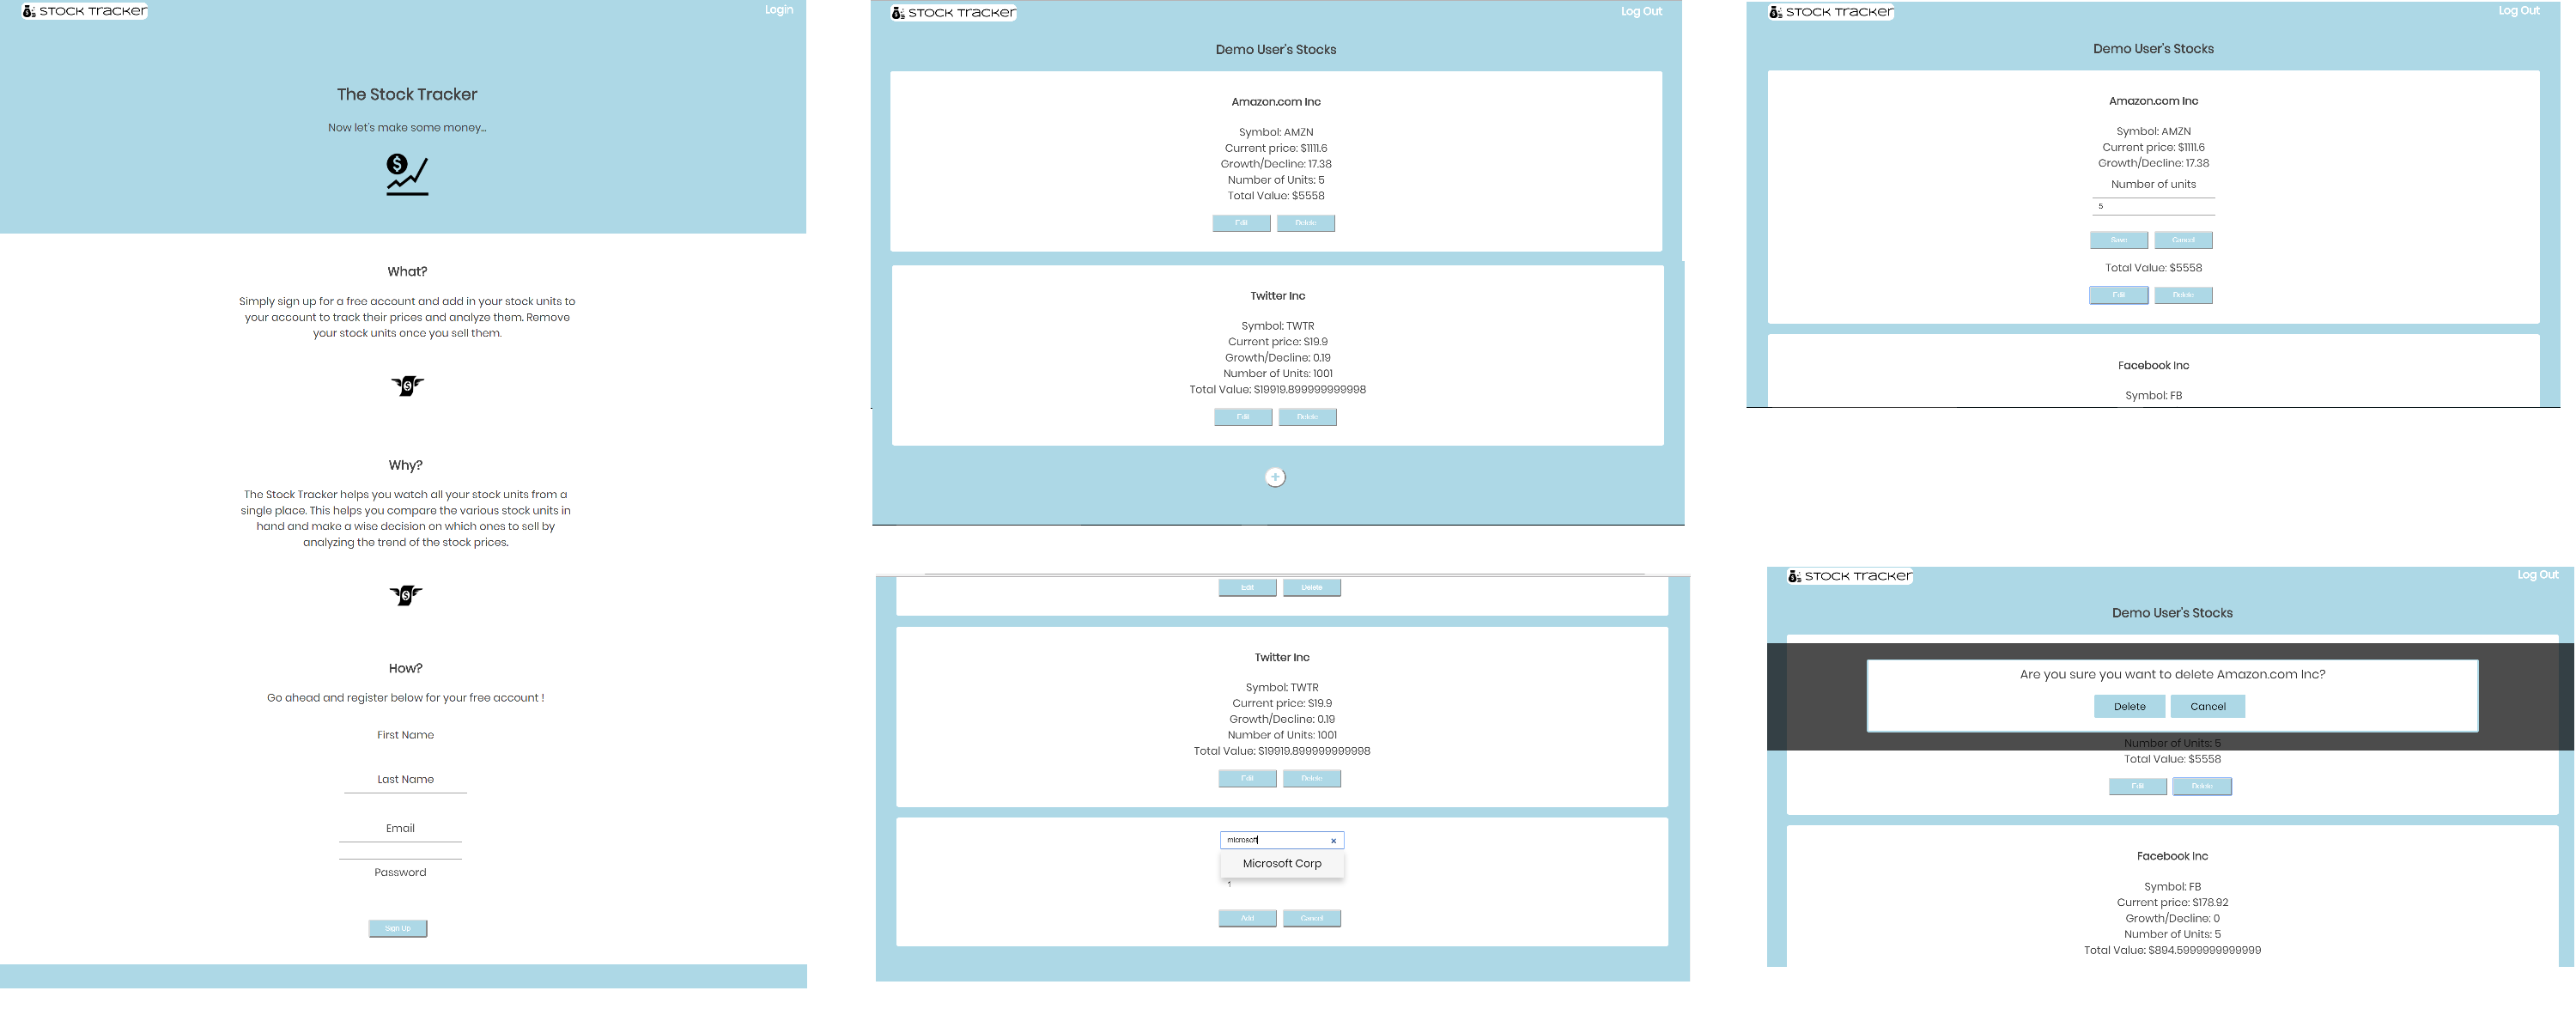 STOCK Tracker
Login
The Stock Tracker
Now let's make some money...
What?
Simply sign up for a free account and add in your stock units to
your account to track their prices and analyze them. Remove
your stock units once you sell them.
Why?
The Stock Tracker helps you watch all your stock units from a
single place. This helps you compare the various stock units in
hand and make a wise decision on which ones to sell by
analyzing the trend of the stock prices.
How?
Go ahead and register below for your free account !
First Name
Last Name
Email
Password
Sign Up
STOCK Tracker
Log Out
Demo User's Stocks
Amazon.com Inc
Symbol: AMZN
Current price: $1111.6
Growth/Decline: 17.38
Number of Units: 5
Total Value: $5558
Edit Delete
Twitter Inc
Symbol: TWTR
Current price: $19.9
Growth/Decline: 0.19
Number of Units: 1001
Total Value: $19919.899999999998
Edit Delete
+
Edit Delete
Twitter Inc
Symbol: TWTR
Current price: $19.9
Growth/Decline: 0.19
Number of Units: 1001
Total Value: $19919.899999999998
Edit Delete
microsoft ×
Microsoft Corp
1
Add Cancel
STOCK Tracker
Log Out
Demo User's Stocks
Amazon.com Inc
Symbol: AMZN
Current price: $1111.6
Growth/Decline: 17.38
Number of units
5
Save Cancel
Total Value: $5558
Edit Delete
Facebook Inc
Symbol: FB
STOCK Tracker
Log Out
Demo User's Stocks
Are you sure you want to delete Amazon.com Inc?
Delete Cancel
Number of Units: 5
Total Value: $5558
Edit Delete
Facebook Inc
Symbol: FB
Current price: $178.92
Growth/Decline: 0
Number of Units: 5
Total Value: $894.5999999999999